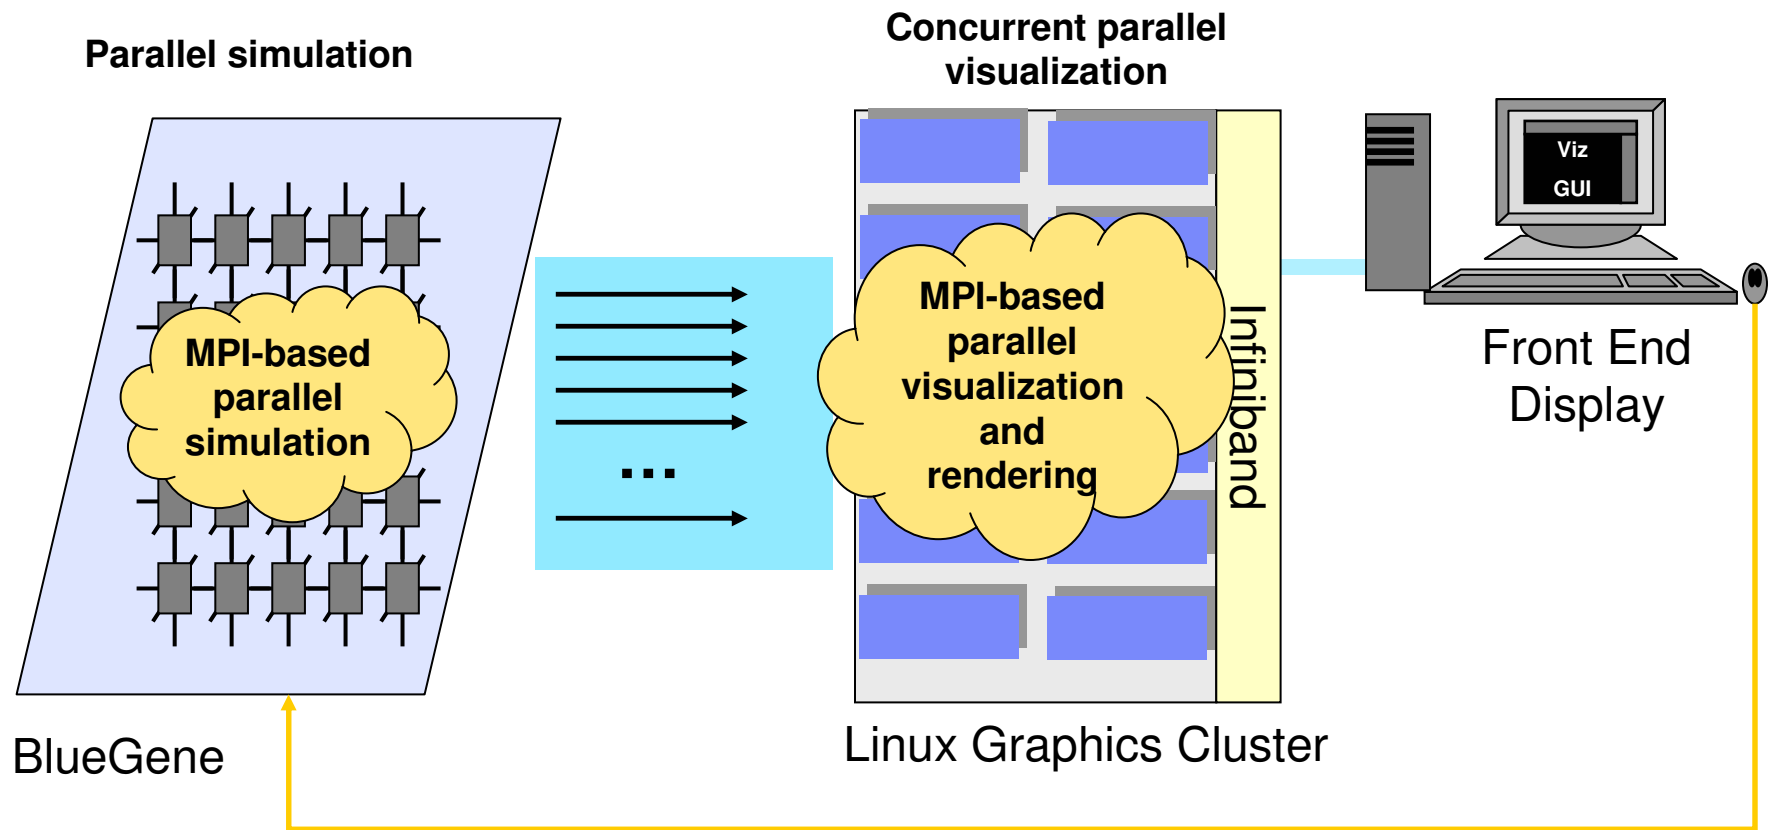 Parallel simulation
Concurrent parallel
visualization
MPI-based
parallel
simulation
...
MPI-based
parallel
visualization
and
rendering
Infiniband
Viz
GUI
Front End
Display
BlueGene
Linux Graphics Cluster